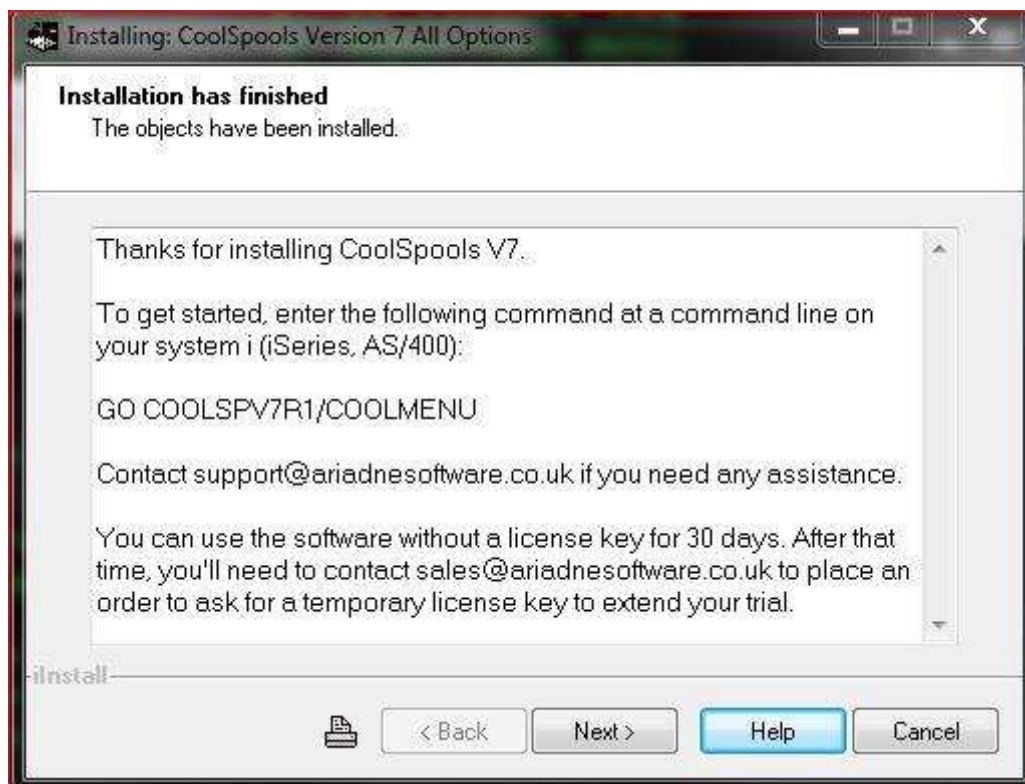 Installing: CoolSpools Version 7 All Options
X
Installation has finished
The objects have been installed.
Thanks for installing CoolSpools V7.
To get started, enter the following command at a command line on
your system i (iSeries, AS/400):
GO COOLSPV7R1/COOLMENU
Contact support@ariadnesoftware.co.uk if you need any assistance.
You can use the software without a license key for 30 days. After that
time, you'll need to contact sales@ariadnesoftware.co.uk to place an
order to ask for a temporary license key to extend your trial.
iInstall
< Back
Next >
Help
Cancel